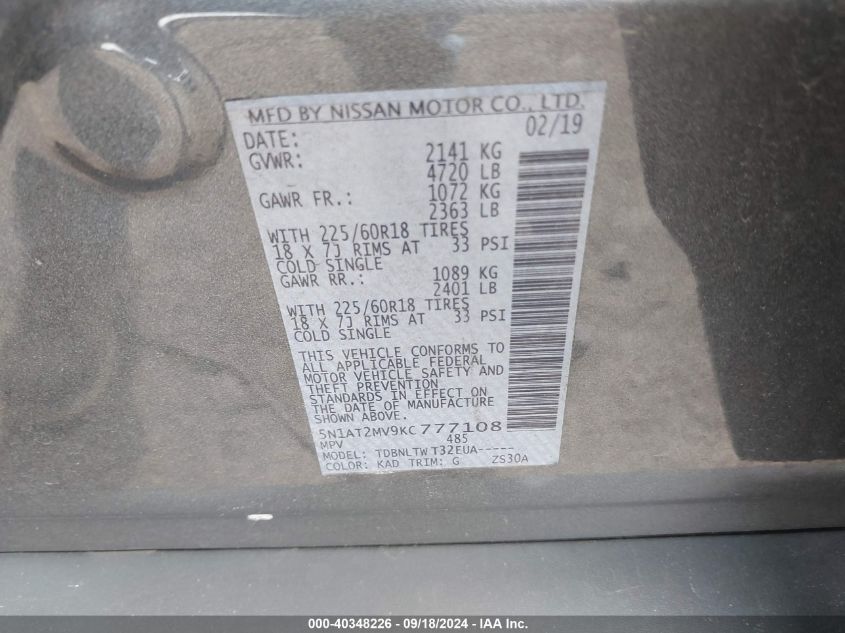 MFD BY NISSAN MOTOR CO., LTD.
DATE: 02/19
GVWR: 2141 KG
4720 LB
GAWR FR.: 1072 KG
2363 LB
WITH 225/60R18 TIRES
18 X 7J RIMS AT 33 PSI
COLD SINGLE
GAWR RR.: 1089 KG
2401 LB
WITH 225/60R18 TIRES
18 X 7J RIMS AT 33 PSI
COLD SINGLE
THIS VEHICLE CONFORMS TO
ALL APPLICABLE FEDERAL
MOTOR VEHICLE SAFETY AND
THEFT PREVENTION
STANDARDS IN EFFECT ON
THE DATE OF MANUFACTURE
SHOWN ABOVE.
5N1AT2MV9KC777108
MPV 485
MODEL: TDBNLTW T32EUA-----
COLOR: KAD TRIM: G ZS30A
000-40348226 - 09/18/2024 - IAA Inc.